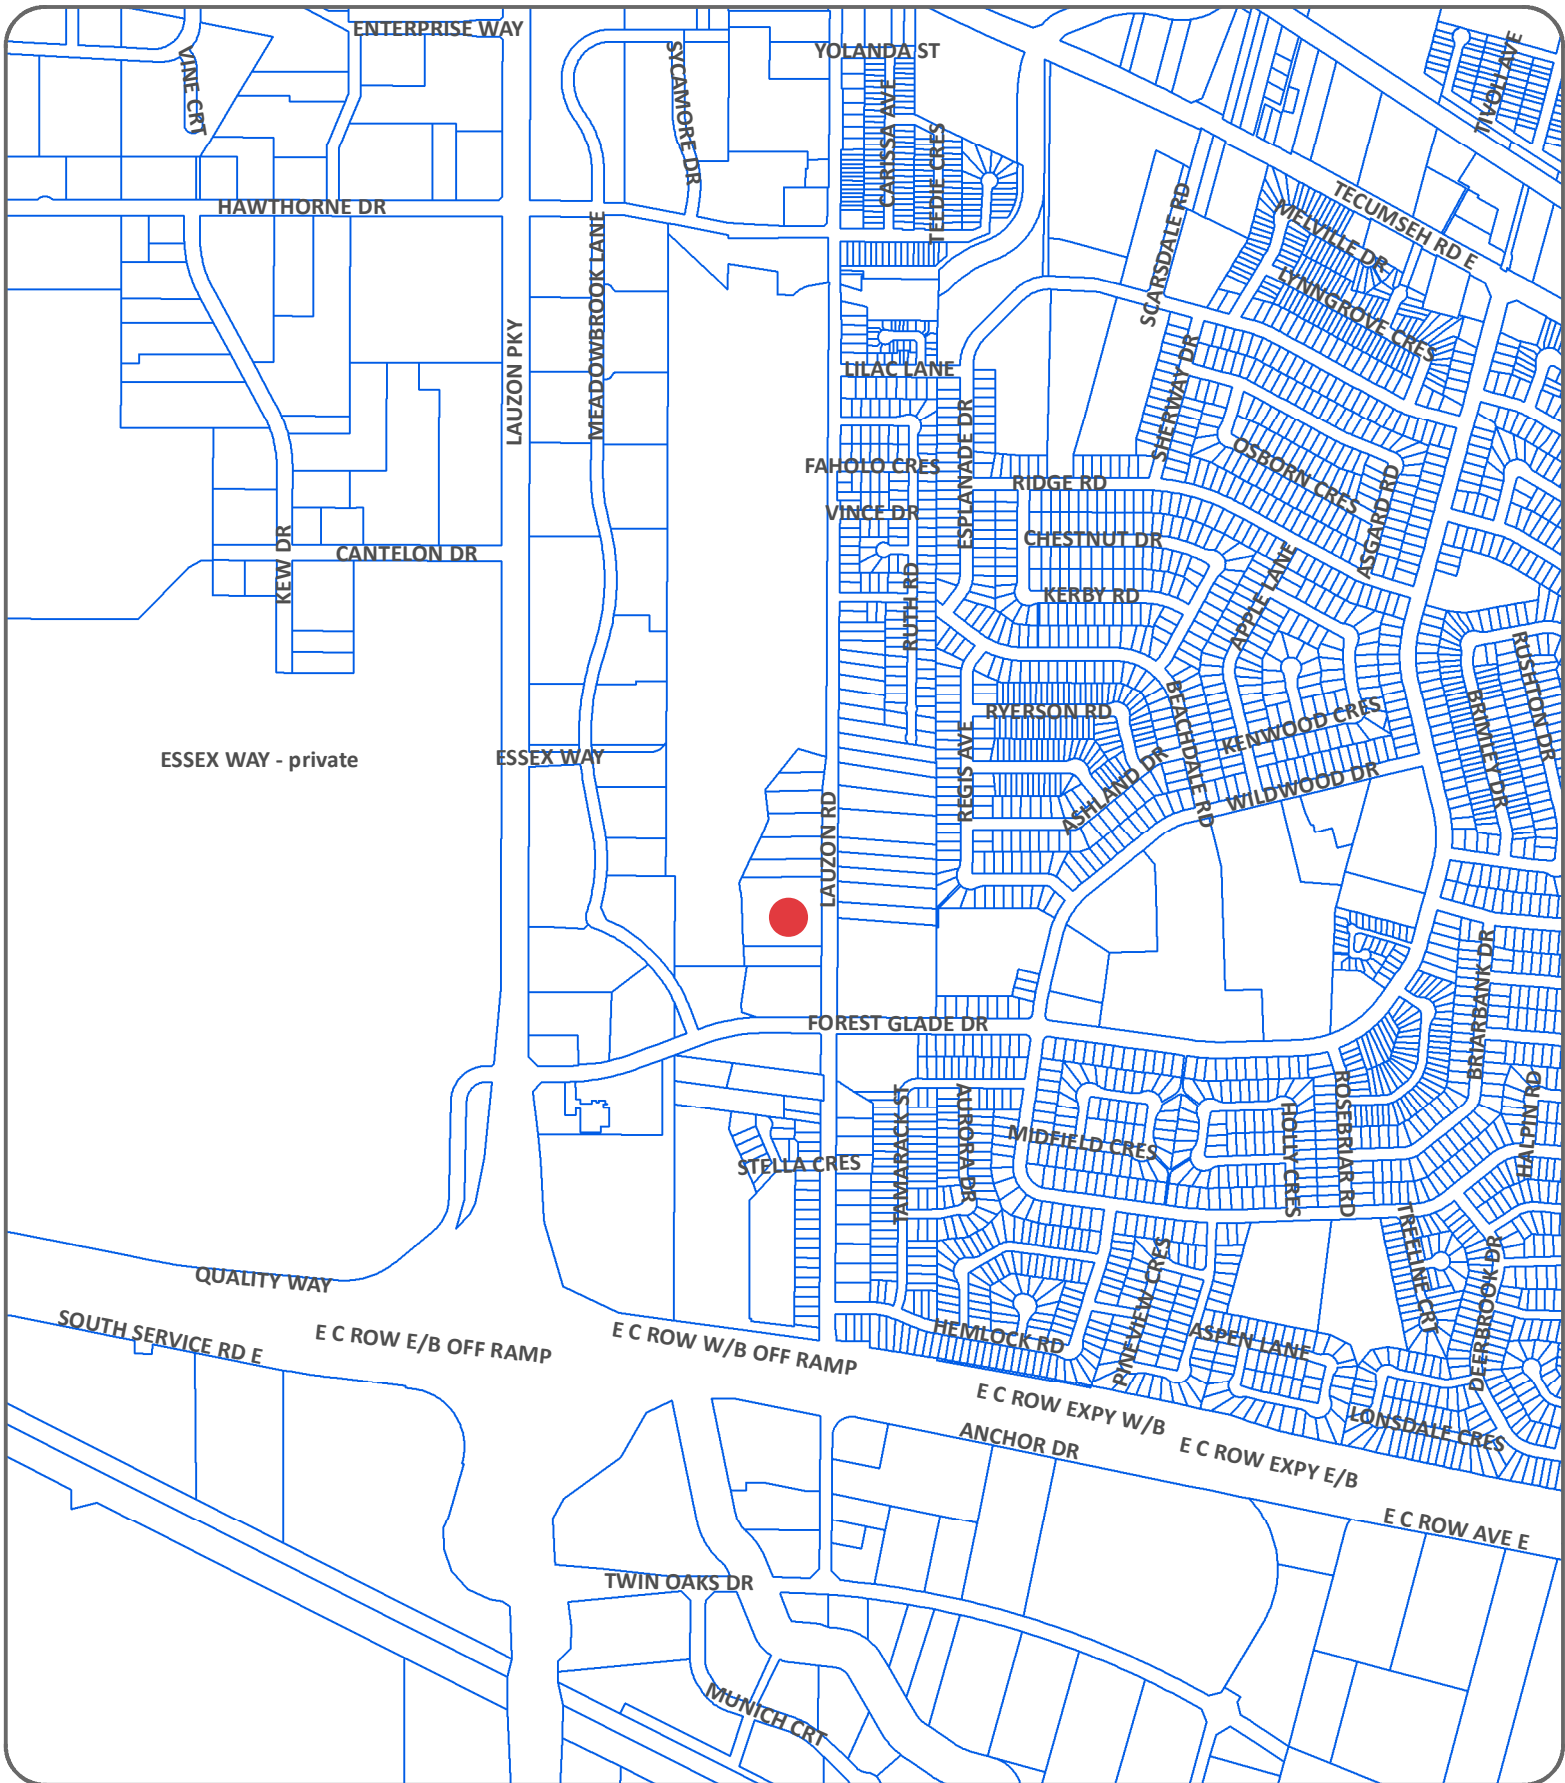 ENTERPRISE WAY
VINE CRT
SYCAMORE DR
YOLANDA ST
TIVOLI AVE
CARISSA AVE
TEEDIE CRES
HAWTHORNE DR
SCARSDALE RD
TECUMSEH RD E
MELVILLE DR
LYNNGROVE CRES
MEADOWBROOK LANE
LAUZON PKY
LILAC LANE
SHERWAY DR
ESPLANADE DR
FAHOLO CRES
RIDGE RD
OSBORN CRES
ASGARD RD
VINCE DR
CHESTNUT DR
KEW DR
CANTELON DR
KERBY RD
APPLE LANE
RUTH RD
RUSHTON DR
BEACHDALE RD
RYERSON RD
KENWOOD CRES
BRIMLEY DR
ESSEX WAY - private
ESSEX WAY
REGIS AVE
ASHLAND DR
WILDWOOD DR
LAUZON RD
BRIARBANK DR
FOREST GLADE DR
TAMARACK ST
AURORA DR
MIDFIELD CRES
HOLLY CRES
ROSEBRIAR RD
HALPIN RD
STELLA CRES
TREELINE CRT
DEERBROOK DR
PINEVIEW CRES
QUALITY WAY
SOUTH SERVICE RD E
E C ROW E/B OFF RAMP
E C ROW W/B OFF RAMP
HEMLOCK RD
ASPEN LANE
E C ROW EXPY W/B
LONSDALE CRES
ANCHOR DR
E C ROW EXPY E/B
E C ROW AVE E
TWIN OAKS DR
MUNICH CRT